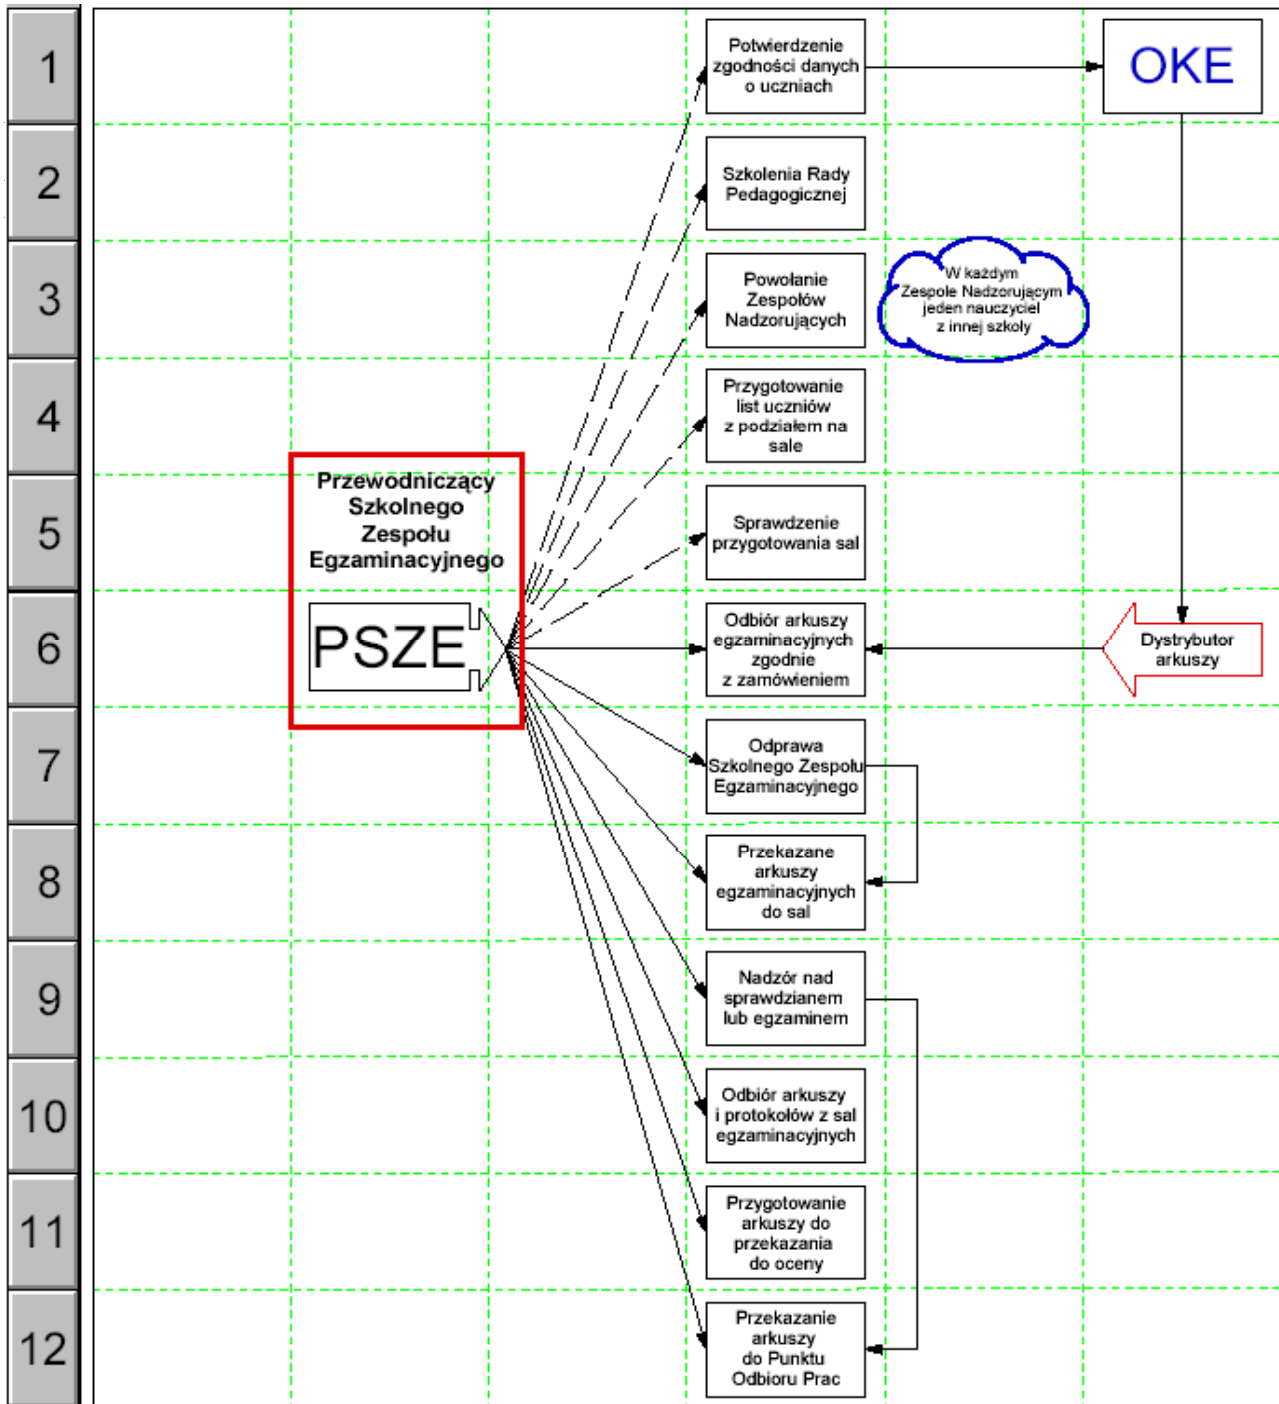 1
Potwierdzenie
zgodności danych
o uczniach
OKE
2
Szkolenia Rady
Pedagogicznej
3
Powołanie
Zespołów
Nadzorujących
W każdym
Zespole Nadzorującym
jeden nauczyciel
z innej szkoły
4
Przygotowanie
list uczniów
z podziałem na
sale
Przewodniczący
Szkolnego
Zespołu
Egzaminacyjnego
5
Sprawdzenie
przygotowania sal
6
PSZE
Odbiór arkuszy
egzaminacyjnych
zgodnie
z zamówieniem
Dystrybutor
arkuszy
7
Odprawa
Szkolnego Zespołu
Egzaminacyjnego
8
Przekazane
arkuszy
egzaminacyjnych
do sal
9
Nadzór nad
sprawdzianem
lub egzaminem
10
Odbiór arkuszy
i protokołów z sal
egzaminacyjnych
11
Przygotowanie
arkuszy do
przekazania
do oceny
12
Przekazanie
arkuszy
do Punktu
Odbioru Prac